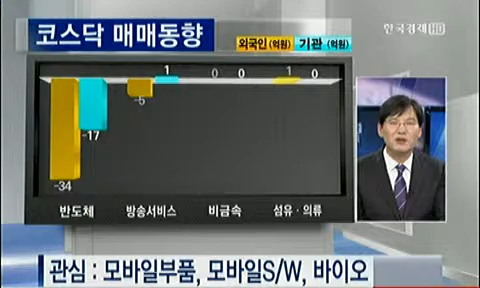 코스닥 매매동향
외국인(억원) 기관(억원)
한국경제HD
1 0 0 1 0
-5
-17
-34
반도체 방송서비스 비금속 섬유·의류
관심 : 모바일부품, 모바일S/W, 바이오